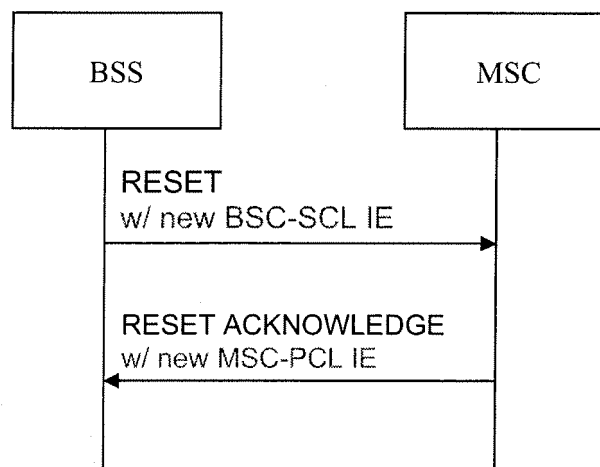 BSS
MSC
RESET
w/ new BSC-SCL IE
RESET ACKNOWLEDGE
w/ new MSC-PCL IE